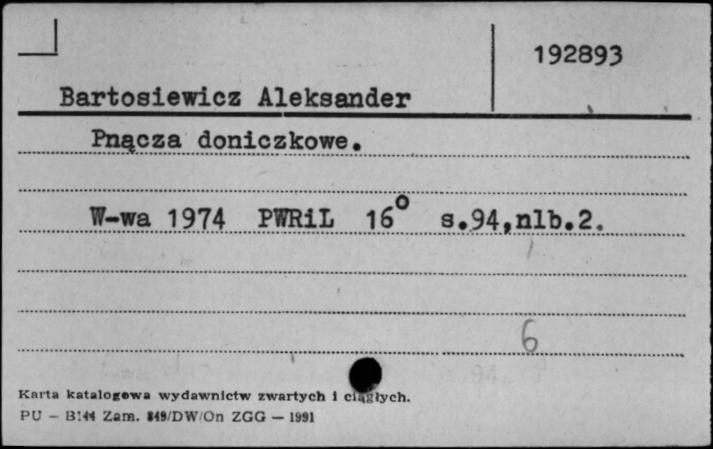 192893
Bartosiewicz Aleksander
Pnącza doniczkowe.
W-wa 1974 PWRiL 16° s.94,nlb.2.
6
Karta katalogowa wydawnictw zwartych i ciągłych.
PU – B144 Zam. 849/DW/On ZGG – 1991